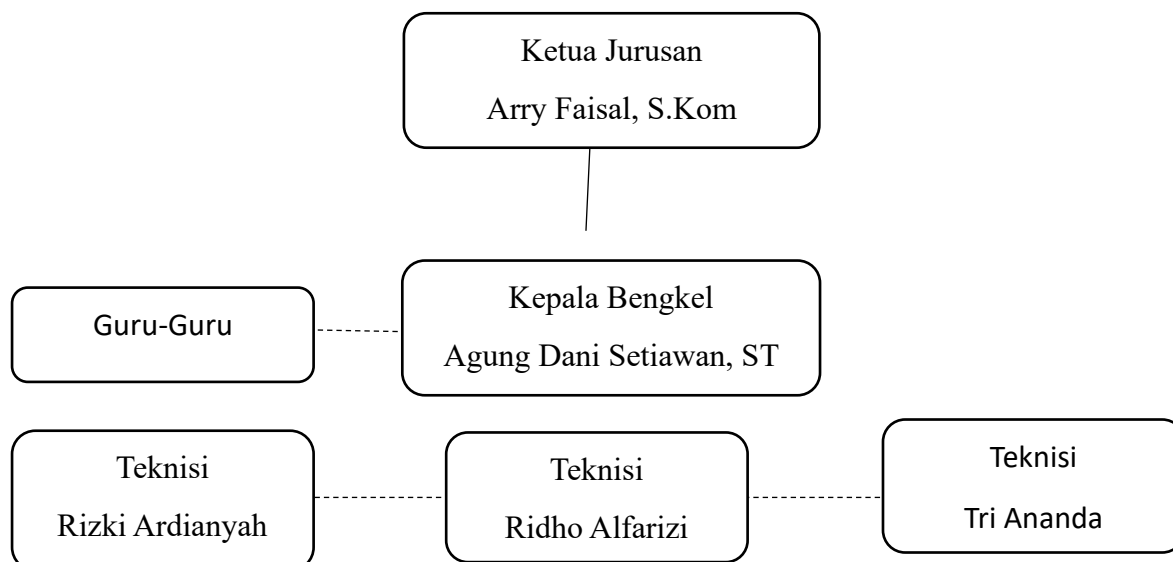 Ketua Jurusan
Arry Faisal, S.Kom
Kepala Bengkel
Agung Dani Setiawan, ST
Guru-Guru
Teknisi
Rizki Ardianyah
Teknisi
Ridho Alfarizi
Teknisi
Tri Ananda